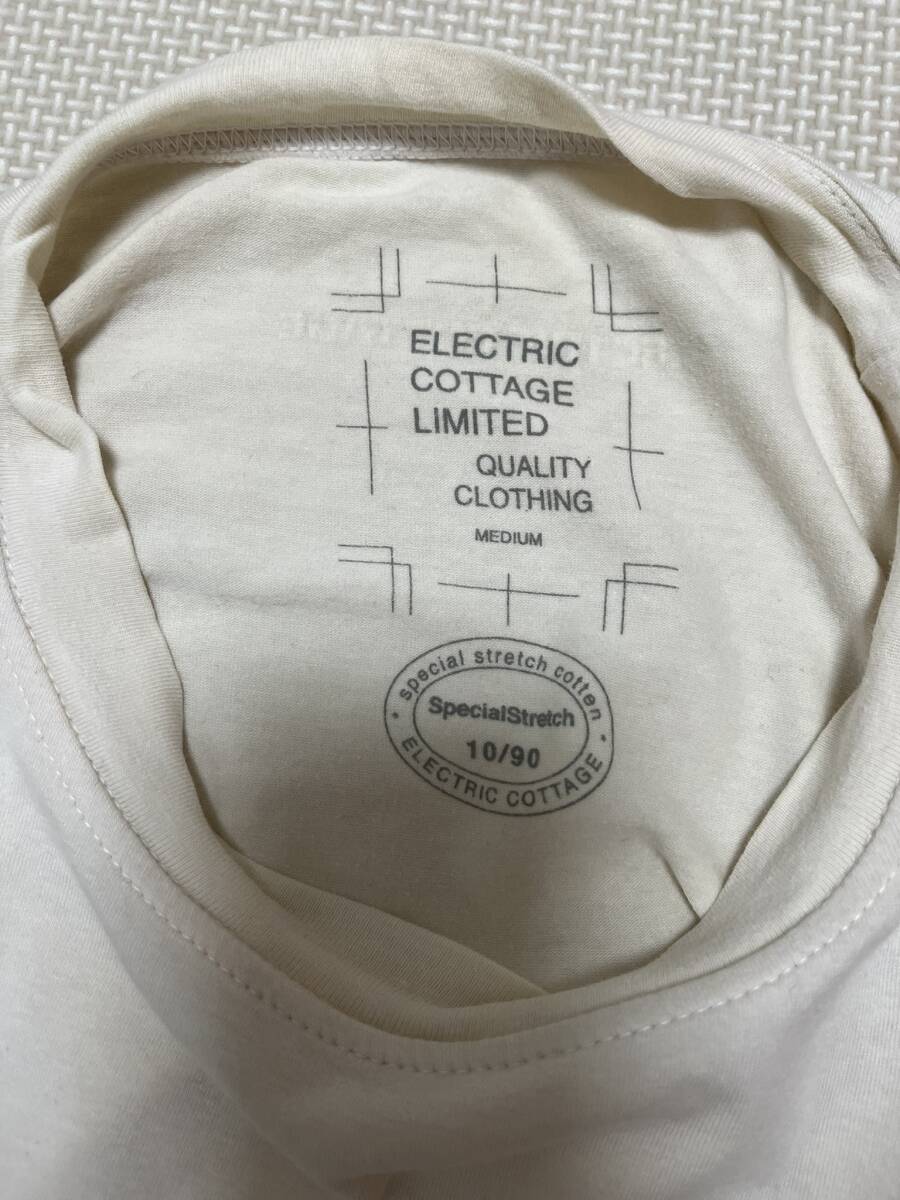 ELECTRIC
COTTAGE
LIMITED
QUALITY
CLOTHING
MEDIUM
special stretch cotten
SpecialStretch
10/90
ELECTRIC COTTAGE